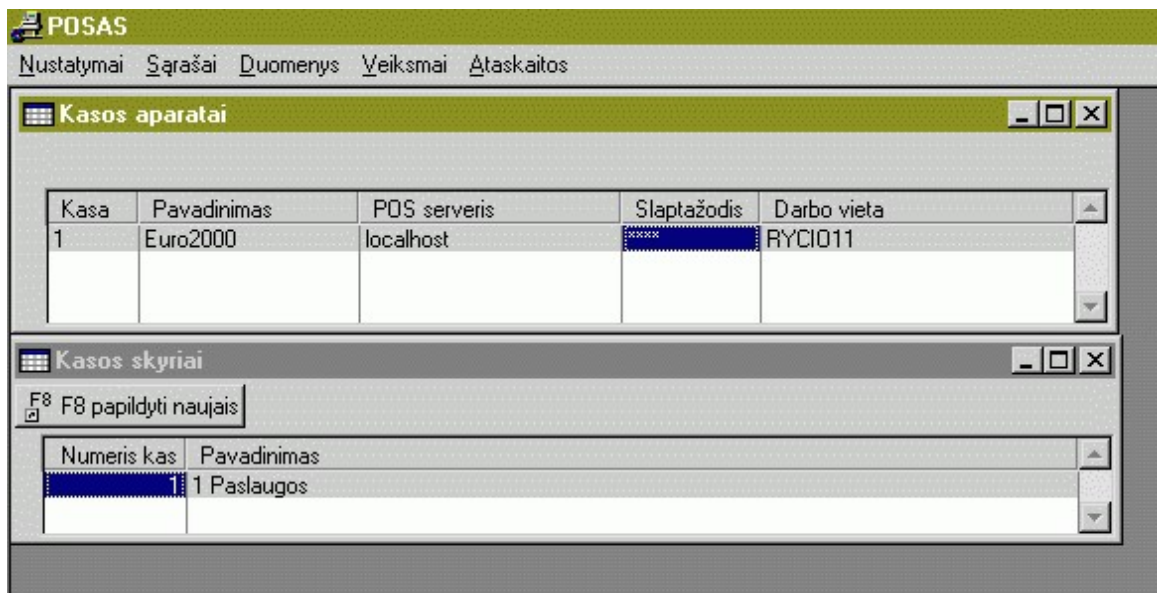 POSAS
Nustatymai Sąrašai Duomenys Veiksmai Ataskaitos
Kasos aparatai
Kasa Pavadinimas POS serveris Slaptažodis Darbo vieta
1 Euro2000 localhost **** RYCIO11
Kasos skyriai
F8 F8 papildyti naujais
Numeris kas Pavadinimas
1 1 Paslaugos